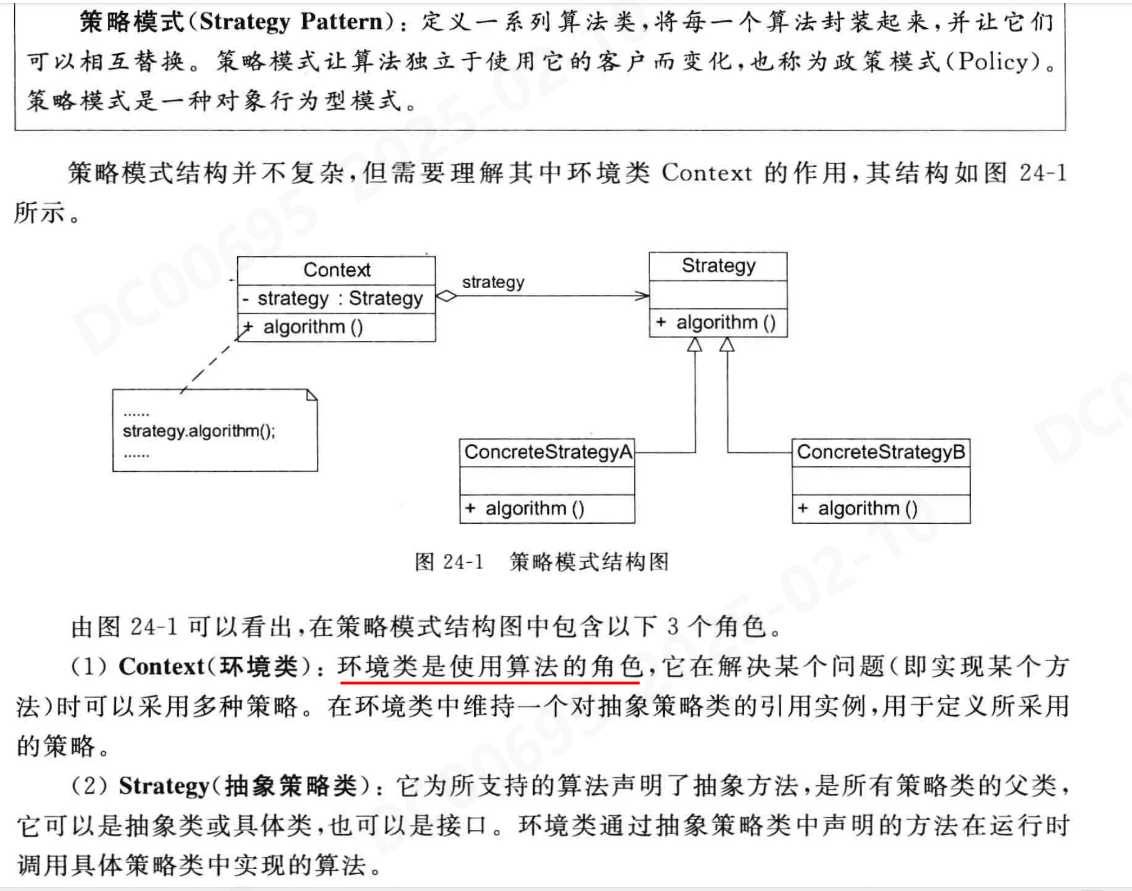 策略模式(Strategy Pattern)：定义一系列算法类,将每一个算法封装起来,并让它们
可以相互替换。策略模式让算法独立于使用它的客户而变化,也称为政策模式(Policy)。
策略模式是一种对象行为型模式。
策略模式结构并不复杂,但需要理解其中环境类 Context 的作用,其结构如图 24-1
所示。
Context
- strategy : Strategy
+ algorithm ()
strategy
Strategy
+ algorithm ()
......
strategy.algorithm();
......
ConcreteStrategyA
+ algorithm ()
ConcreteStrategyB
+ algorithm ()
图 24-1 策略模式结构图
由图 24-1 可以看出,在策略模式结构图中包含以下 3 个角色。
(1) Context(环境类)：环境类是使用算法的角色,它在解决某个问题(即实现某个方
法)时可以采用多种策略。在环境类中维持一个对抽象策略类的引用实例,用于定义所采用
的策略。
(2) Strategy(抽象策略类)：它为所支持的算法声明了抽象方法,是所有策略类的父类,
它可以是抽象类或具体类,也可以是接口。环境类通过抽象策略类中声明的方法在运行时
调用具体策略类中实现的算法。
DC00695 2025-02-10
DC00695 2025-02-10
DC0